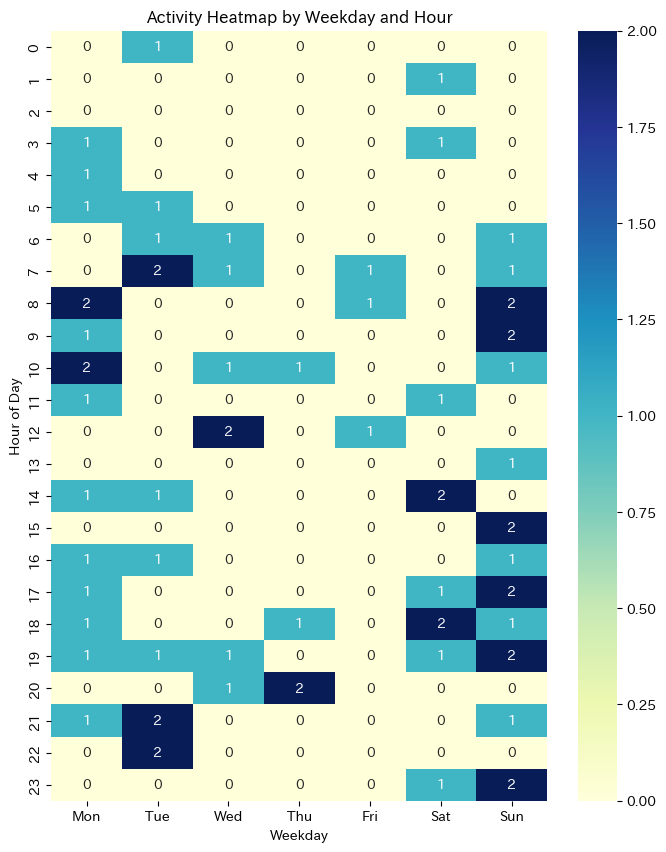 Activity Heatmap by Weekday and Hour
0 0 1 0 0 0 0 0
1 0 0 0 0 0 1 0
2 0 0 0 0 0 0 0
3 1 0 0 0 0 1 0
4 1 0 0 0 0 0 0
5 1 1 0 0 0 0 0
6 0 1 1 0 0 0 1
7 0 2 1 0 1 0 1
8 2 0 0 0 1 0 2
9 1 0 0 0 0 0 2
10 2 0 1 1 0 0 1
11 1 0 0 0 0 1 0
12 0 0 2 0 1 0 0
13 0 0 0 0 0 0 1
14 1 1 0 0 0 2 0
15 0 0 0 0 0 0 2
16 1 1 0 0 0 0 1
17 1 0 0 0 0 1 2
18 1 0 0 1 0 2 1
19 1 1 1 0 0 1 2
20 0 0 1 2 0 0 0
21 1 2 0 0 0 0 1
22 0 2 0 0 0 0 0
23 0 0 0 0 0 1 2
Mon Tue Wed Thu Fri Sat Sun
Weekday
Hour of Day
2.00
1.75
1.50
1.25
1.00
0.75
0.50
0.25
0.00